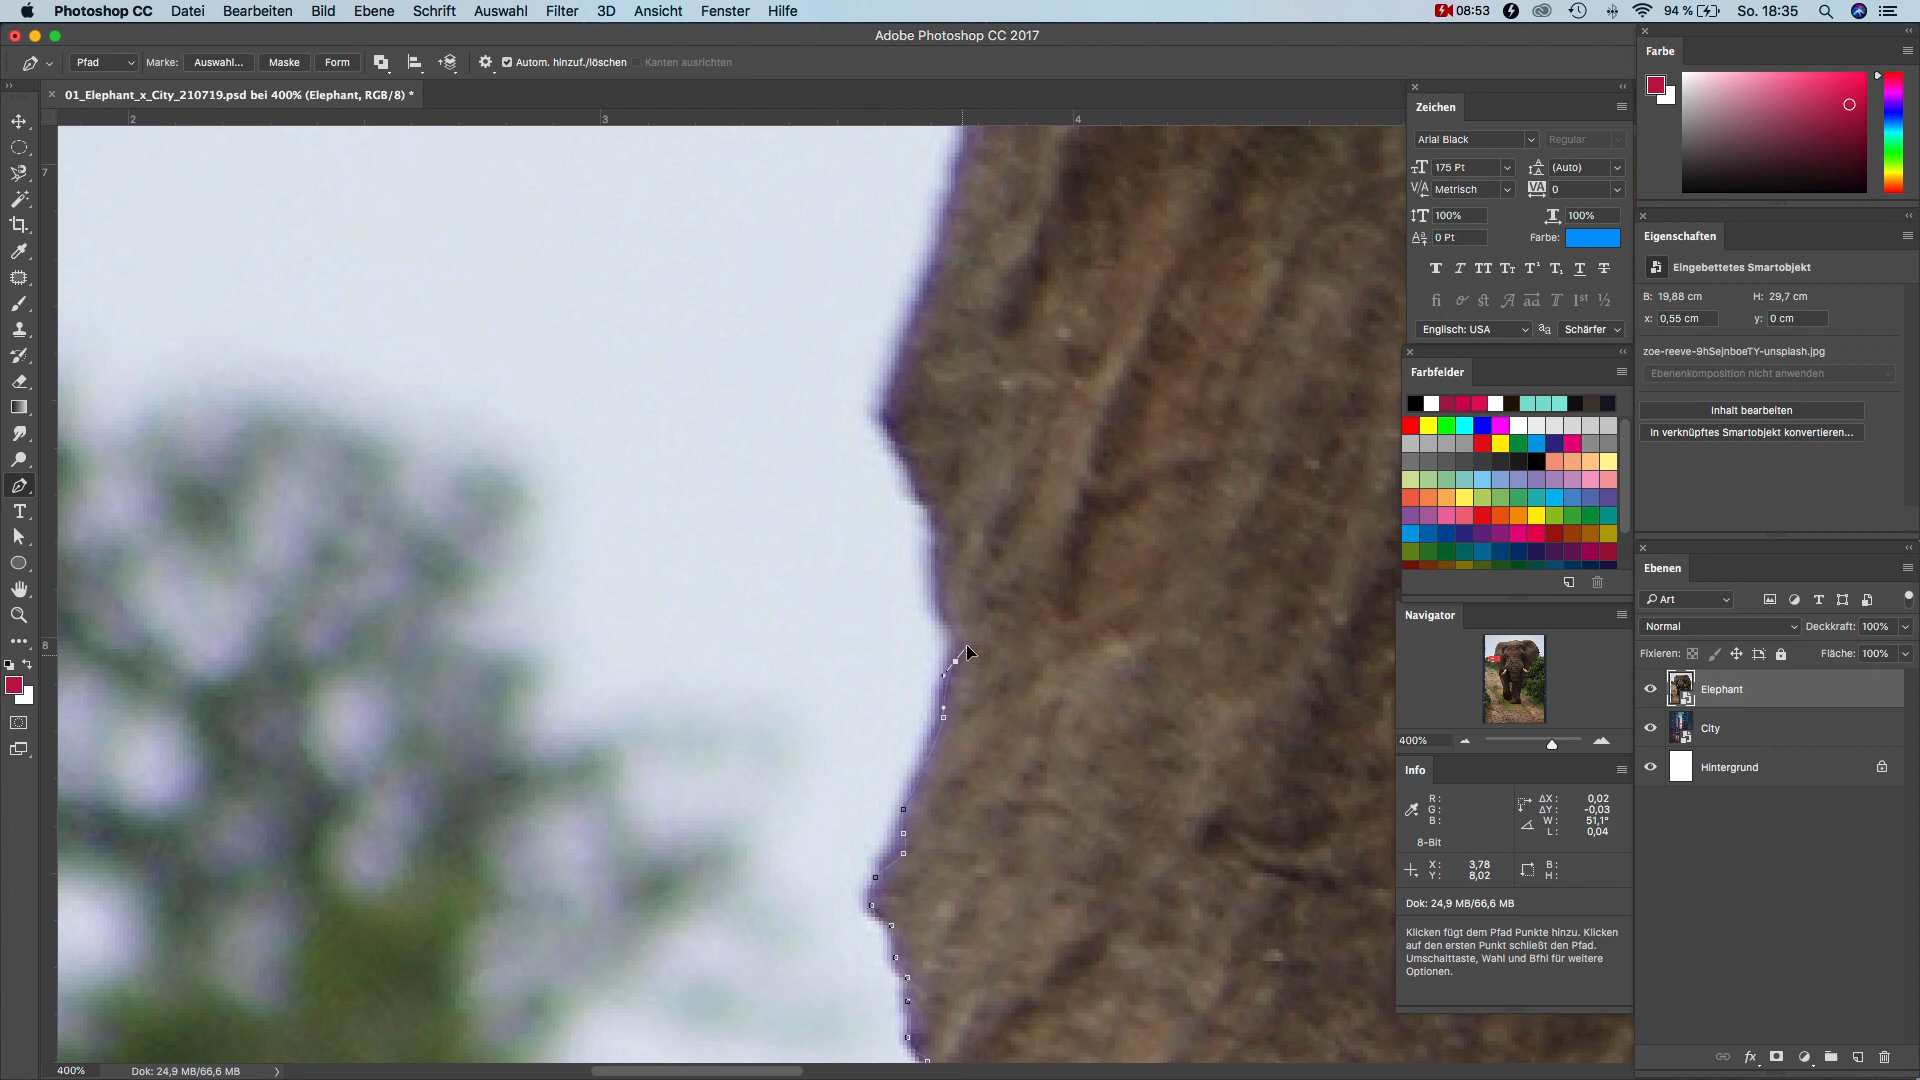 Photoshop CC Datei Bearbeiten Bild Ebene Schrift Auswahl Filter 3D Ansicht Fenster Hilfe 08:53 94 % So. 18:35
Adobe Photoshop CC 2017
Pfad Marke: Auswahl... Maske Form Autom. hinzuf./löschen Kanten ausrichten
01_Elephant_x_City_210719.psd bei 400% (Elephant, RGB/8) *
2 3 4
7
8
Zeichen
Arial Black Regular
175 Pt (Auto)
Metrisch 0
100% 100%
0 Pt Farbe:
Englisch: USA Schärfer
Farbfelder
Navigator
400%
Info
R:
G:
B:
ΔX: 0,02
ΔY: -0,03
W: 51,1°
L: 0,04
8-Bit
X: 3,78
Y: 8,02
B:
H:
Dok: 24,9 MB/66,6 MB
Klicken fügt dem Pfad Punkte hinzu. Klicken
auf den ersten Punkt schließt den Pfad.
Umschalttaste, Wahl und Bfhl für weitere
Optionen.
Farbe
Eigenschaften
Eingebettetes Smartobjekt
B: 19,88 cm H: 29,7 cm
x: 0,55 cm y: 0 cm
zoe-reeve-9hSejnboeTY-unsplash.jpg
Ebenenkomposition nicht anwenden
Inhalt bearbeiten
In verknüpftes Smartobjekt konvertieren...
Ebenen
Art
Normal Deckkraft: 100%
Fixieren: Fläche: 100%
Elephant
City
Hintergrund
400% Dok: 24,9 MB/66,6 MB